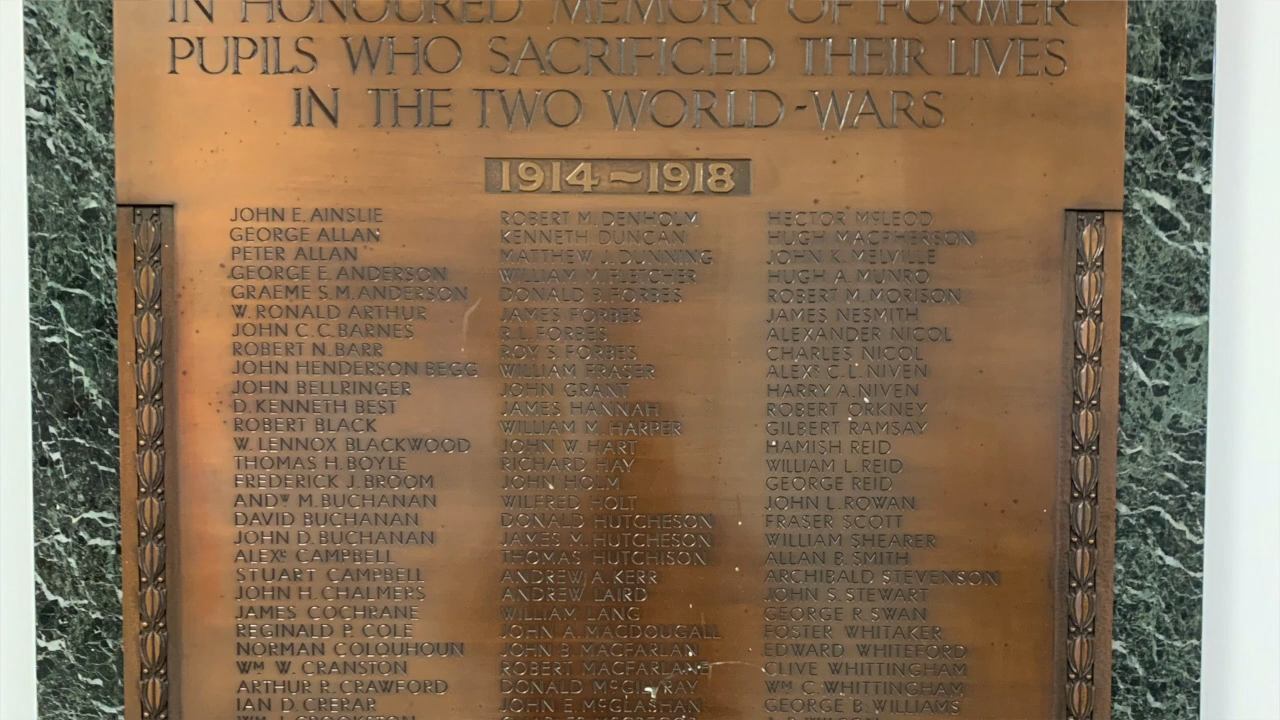 IN HONOURED MEMORY OF FORMER
PUPILS WHO SACRIFICED THEIR LIVES
IN THE TWO WORLD-WARS
1914~1918
JOHN E. AINSLIE
GEORGE ALLAN
PETER ALLAN
GEORGE E. ANDERSON
GRAEME S. M. ANDERSON
W. RONALD ARTHUR
JOHN C. C. BARNES
ROBERT N. BARR
JOHN HENDERSON BEGG
JOHN BELLRINGER
D. KENNETH BEST
ROBERT BLACK
W. LENNOX BLACKWOOD
THOMAS H. BOYLE
FREDERICK J. BROOM
ANDW M. BUCHANAN
DAVID BUCHANAN
JOHN D. BUCHANAN
ALEXR CAMPBELL
STUART CAMPBELL
JOHN H. CHALMERS
JAMES COCHRANE
REGINALD P. COLE
NORMAN COLQUHOUN
WM W. CRANSTON
ARTHUR R. CRAWFORD
IAN D. CRERAR
WM J. CROOKSTON
ROBERT M. DENHOLM
KENNETH DUNCAN
MATTHEW J. DUNNING
WILLIAM M. FLETCHER
DONALD B. FORBES
JAMES FORBES
R. L. FORBES
ROY S. FORBES
WILLIAM FRASER
JOHN GRANT
JAMES HANNAH
WILLIAM M. HARPER
JOHN W. HART
RICHARD HAY
JOHN HOLM
WILFRED HOLT
DONALD HUTCHESON
JAMES M. HUTCHESON
THOMAS HUTCHISON
ANDREW A. KERR
ANDREW LAIRD
WILLIAM LANG
JOHN A. MACDOUGALL
JOHN B. MACFARLAN
ROBERT MACFARLANE
DONALD McGILVRAY
JOHN E. McGLASHAN
HECTOR McLEOD
HUGH MACPHERSON
JOHN K. MELVILLE
HUGH A. MUNRO
ROBERT M. MORISON
JAMES NESMITH
ALEXANDER NICOL
CHARLES NICOL
ALEXR C. L. NIVEN
HARRY A. NIVEN
ROBERT ORKNEY
GILBERT RAMSAY
HAMISH REID
WILLIAM L. REID
GEORGE REID
JOHN L. ROWAN
FRASER SCOTT
WILLIAM SHEARER
ALLAN B. SMITH
ARCHIBALD STEVENSON
JOHN S. STEWART
GEORGE R. SWAN
FOSTER WHITAKER
EDWARD WHITEFORD
CLIVE WHITTINGHAM
WM C. WHITTINGHAM
GEORGE B. WILLIAMS